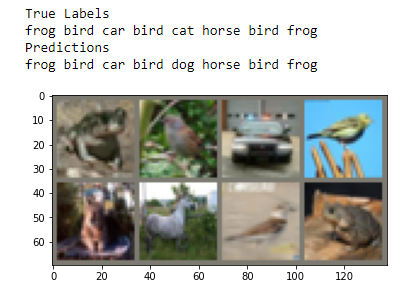 True Labels
frog bird car bird cat horse bird frog
Predictions
frog bird car bird dog horse bird frog
0
10
20
30
40
50
60
0 20 40 60 80 100 120